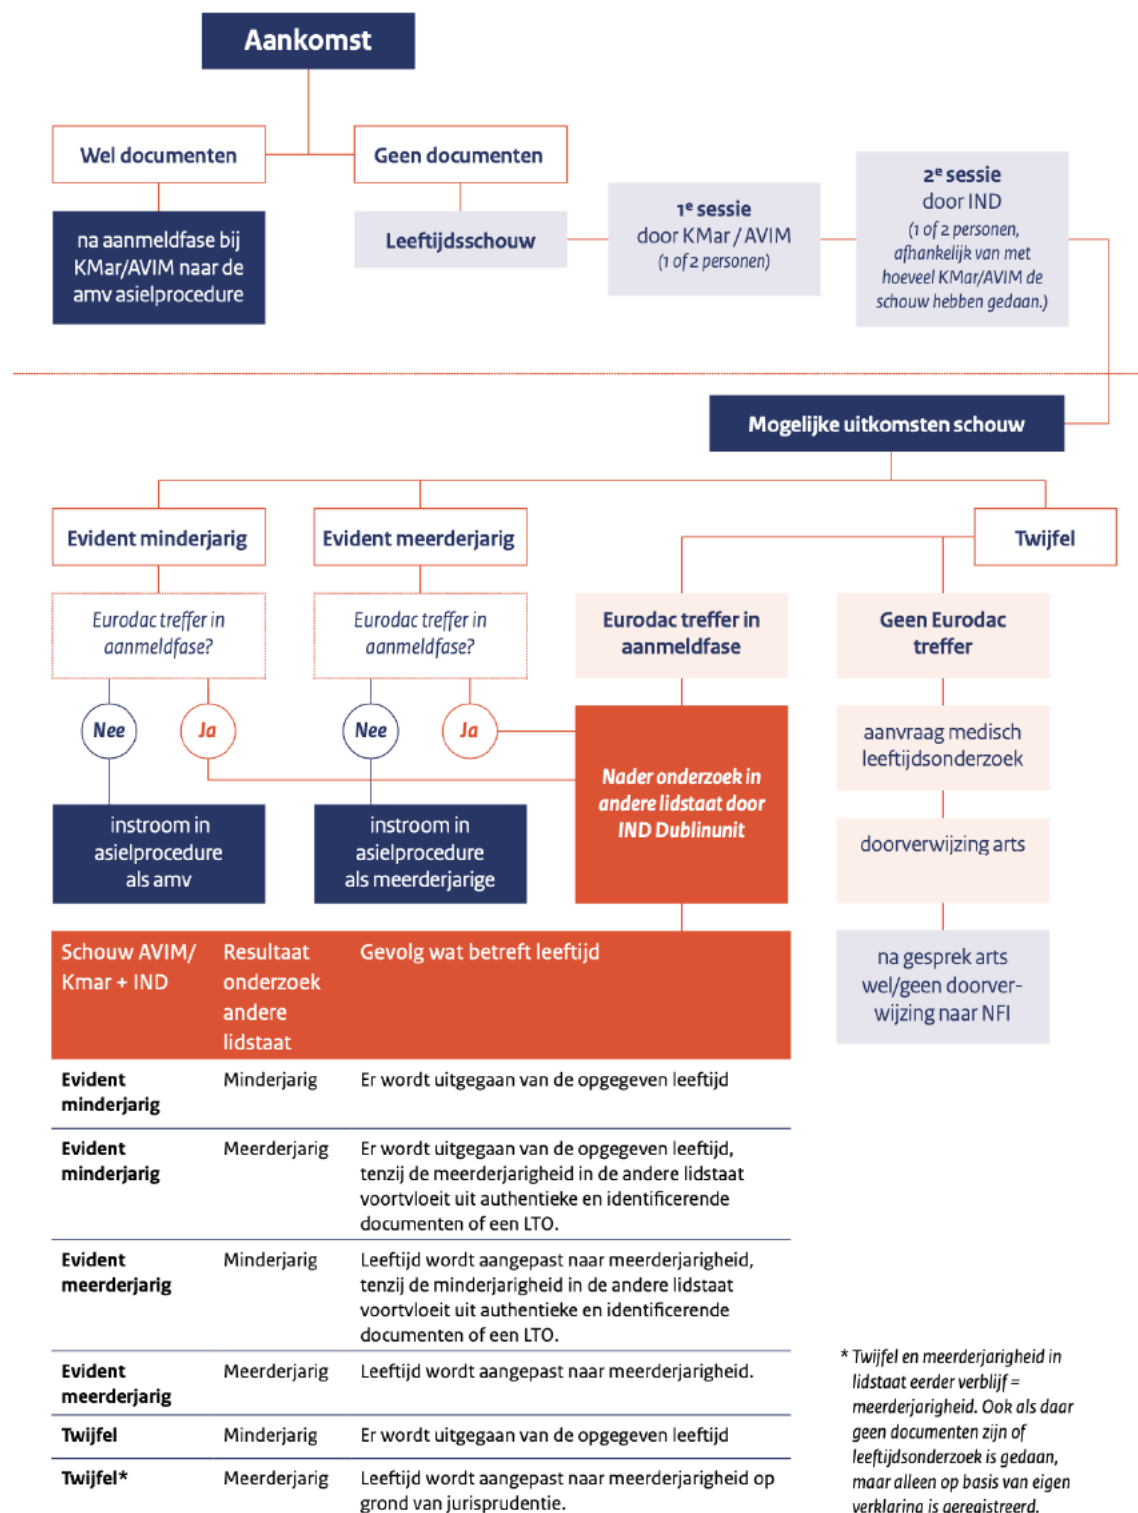 Aankomst
Wel documenten
Geen documenten
na aanmeldfase bij
KMar/AVIM naar de
amv asielprocedure
Leeftijdsschouw
1e sessie
door KMar / AVIM
(1 of 2 personen)
2e sessie
door IND
(1 of 2 personen,
afhankelijk van met
hoeveel KMar/AVIM de
schouw hebben gedaan.)
Mogelijke uitkomsten schouw
Evident minderjarig
Evident meerderjarig
Twijfel
Eurodac treffer in
aanmeldfase?
Eurodac treffer in
aanmeldfase?
Eurodac treffer in
aanmeldfase
Geen Eurodac
treffer
Nee
Ja
Nee
Ja
Nader onderzoek in
andere lidstaat door
IND Dublinunit
aanvraag medisch
leeftijdsonderzoek
instroom in
asielprocedure
als amv
instroom in
asielprocedure
als meerderjarige
doorverwijzing arts
na gesprek arts
wel/geen doorver-
wijzing naar NFI
Schouw AVIM/
Kmar + IND
Resultaat
onderzoek
andere
lidstaat
Gevolg wat betreft leeftijd
Evident
minderjarig
Minderjarig
Er wordt uitgegaan van de opgegeven leeftijd
Evident
minderjarig
Meerderjarig
Er wordt uitgegaan van de opgegeven leeftijd,
tenzij de meerderjarigheid in de andere lidstaat
voortvloeit uit authentieke en identificerende
documenten of een LTO.
Evident
meerderjarig
Minderjarig
Leeftijd wordt aangepast naar meerderjarigheid,
tenzij de minderjarigheid in de andere lidstaat
voortvloeit uit authentieke en identificerende
documenten of een LTO.
Evident
meerderjarig
Meerderjarig
Leeftijd wordt aangepast naar meerderjarigheid.
Twijfel
Minderjarig
Er wordt uitgegaan van de opgegeven leeftijd
Twijfel*
Meerderjarig
Leeftijd wordt aangepast naar meerderjarigheid op
grond van jurisprudentie.
* Twijfel en meerderjarigheid in
lidstaat eerder verblijf =
meerderjarigheid. Ook als daar
geen documenten zijn of
leeftijdsonderzoek is gedaan,
maar alleen op basis van eigen
verklaring is geregistreerd.